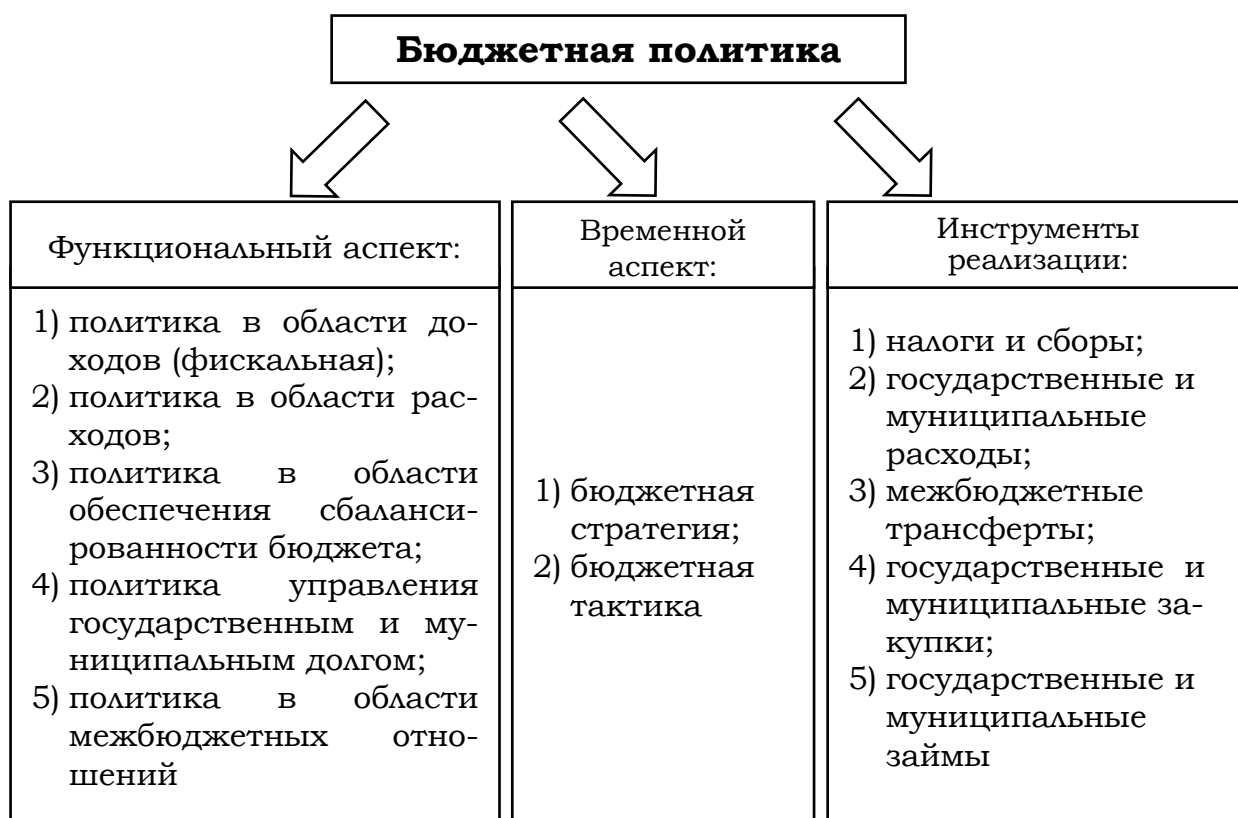 Бюджетная политика
Функциональный аспект:
1) политика в области до-
ходов (фискальная);
2) политика в области рас-
ходов;
3) политика в области
обеспечения сбаланси-
рованности бюджета;
4) политика управления
государственным и му-
ниципальным долгом;
5) политика в области
межбюджетных отно-
шений
Временной
аспект:
1) бюджетная
стратегия;
2) бюджетная
тактика
Инструменты
реализации:
1) налоги и сборы;
2) государственные и
муниципальные
расходы;
3) межбюджетные
трансферты;
4) государственные и
муниципальные за-
купки;
5) государственные и
муниципальные
займы